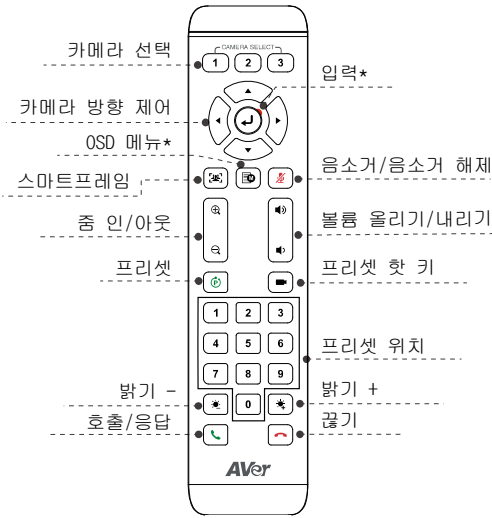 카메라 선택
CAMERA SELECT
1 2 3
입력*
카메라 방향 제어
OSD 메뉴*
스마트프레임
음소거/음소거 해제
줌 인/아웃
볼륨 올리기/내리기
프리셋
P
프리셋 핫 키
1 2 3
4 5 6
7 8 9
0
프리셋 위치
밝기 -
밝기 +
호출/응답
끊기
AVer